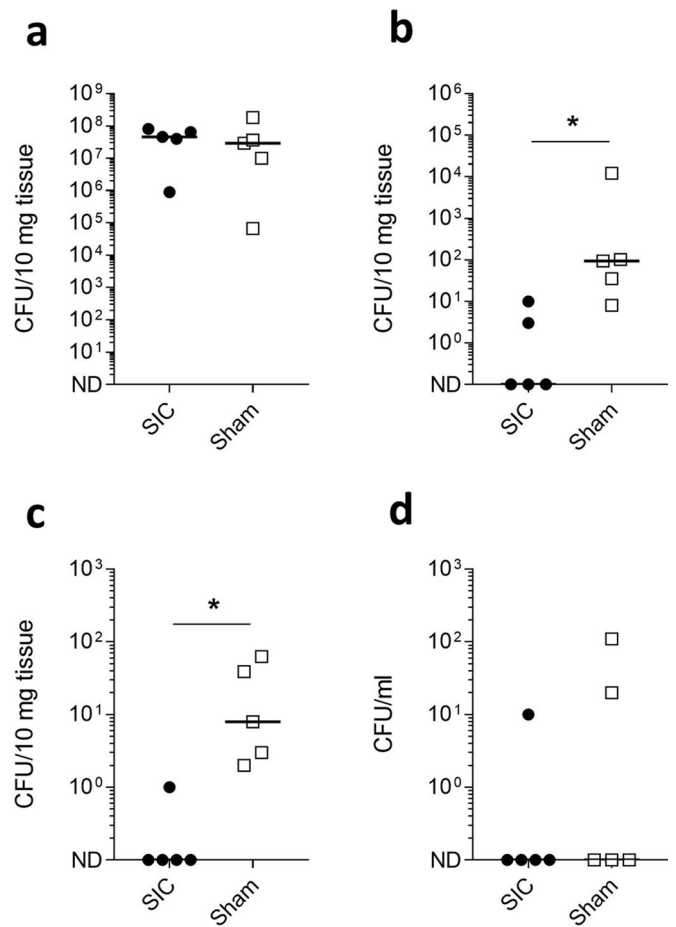 a
CFU/10 mg tissue
10⁹
10⁸
10⁷
10⁶
10⁵
10⁴
10³
10²
10¹
ND
SIC
Sham
b
CFU/10 mg tissue
10⁶
10⁵
10⁴
10³
10²
10¹
10⁰
ND
*
SIC
Sham
c
CFU/10 mg tissue
10³
10²
10¹
10⁰
ND
*
SIC
Sham
d
CFU/ml
10³
10²
10¹
10⁰
ND
SIC
Sham